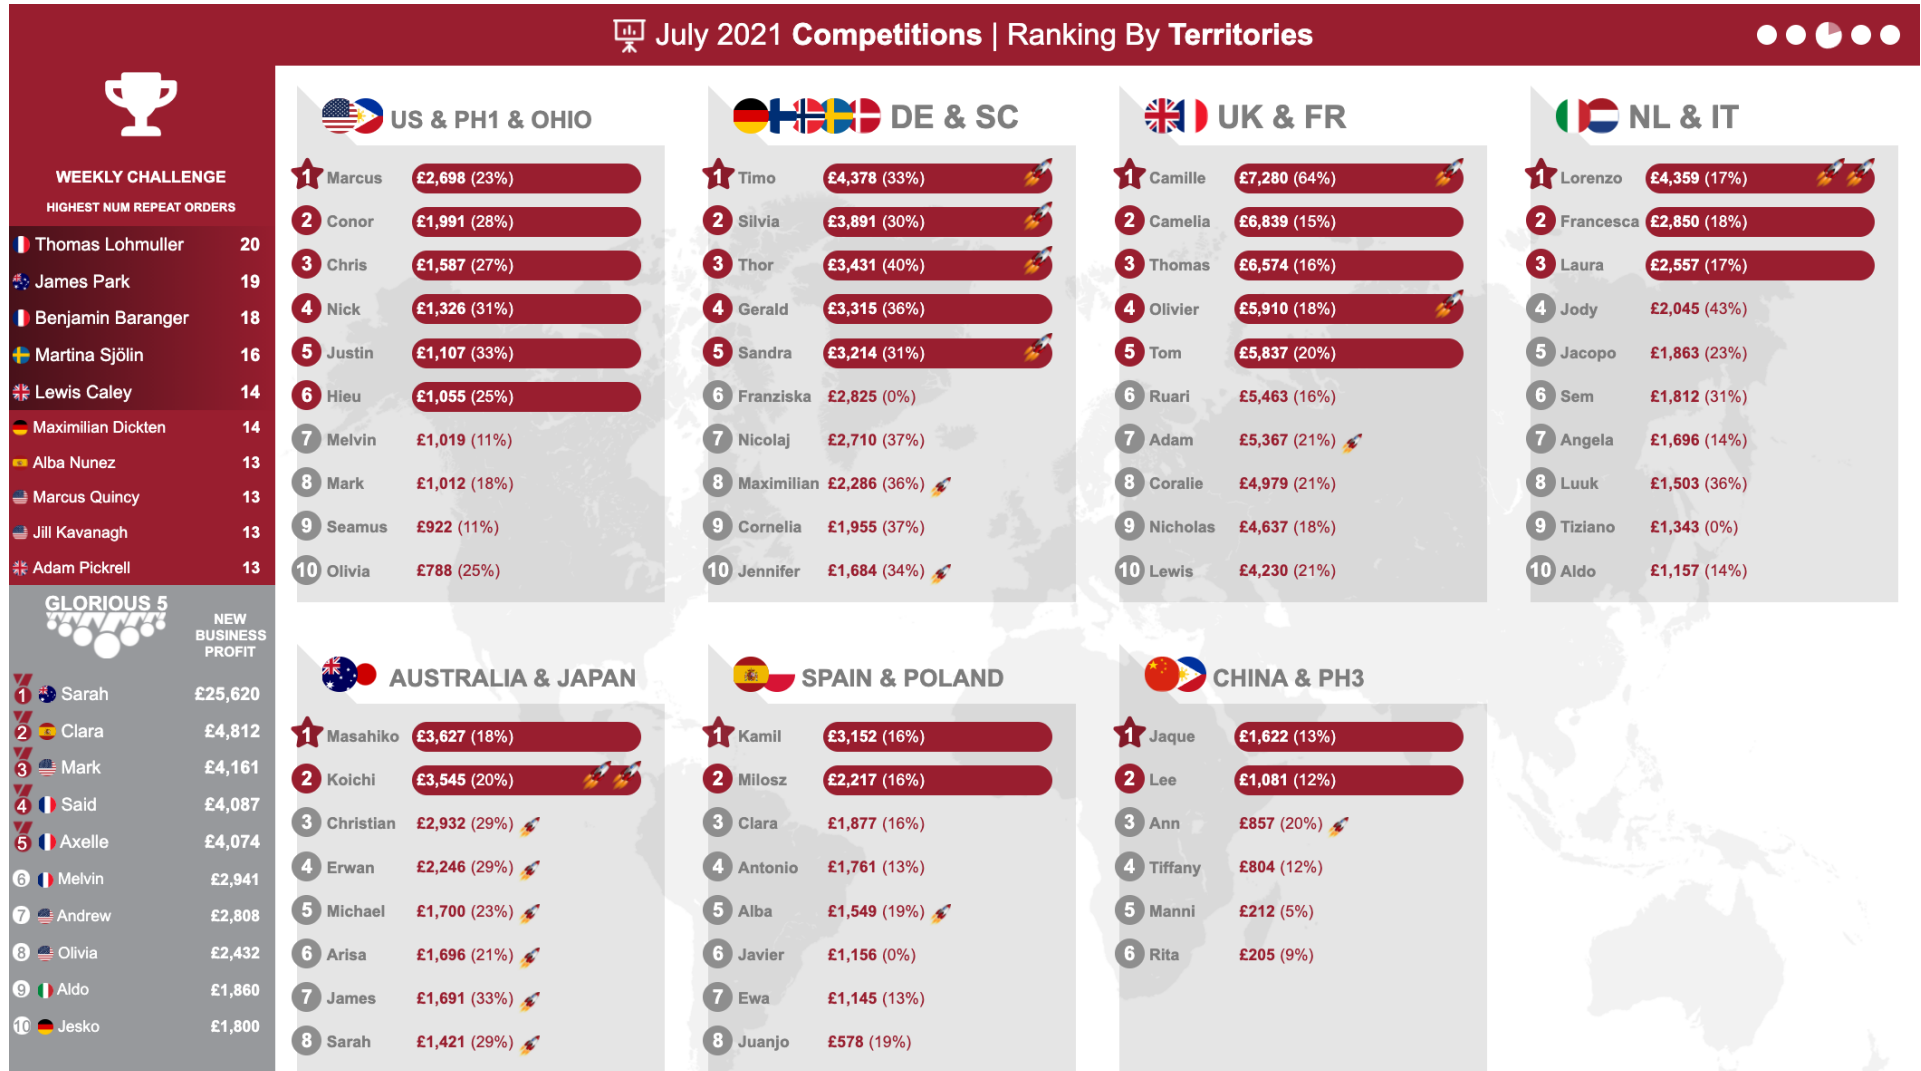 July 2021 Competitions | Ranking By Territories
WEEKLY CHALLENGE
HIGHEST NUM REPEAT ORDERS
Thomas Lohmuller 20
James Park 19
Benjamin Baranger 18
Martina Sjölin 16
Lewis Caley 14
Maximilian Dickten 14
Alba Nunez 13
Marcus Quincy 13
Jill Kavanagh 13
Adam Pickrell 13
GLORIOUS 5
NEW
BUSINESS
PROFIT
1 Sarah £25,620
2 Clara £4,812
3 Mark £4,161
4 Said £4,087
5 Axelle £4,074
6 Melvin £2,941
7 Andrew £2,808
8 Olivia £2,432
9 Aldo £1,860
10 Jesko £1,800
US & PH1 & OHIO
1 Marcus £2,698 (23%)
2 Conor £1,991 (28%)
3 Chris £1,587 (27%)
4 Nick £1,326 (31%)
5 Justin £1,107 (33%)
6 Hieu £1,055 (25%)
7 Melvin £1,019 (11%)
8 Mark £1,012 (18%)
9 Seamus £922 (11%)
10 Olivia £788 (25%)
DE & SC
1 Timo £4,378 (33%)
2 Silvia £3,891 (30%)
3 Thor £3,431 (40%)
4 Gerald £3,315 (36%)
5 Sandra £3,214 (31%)
6 Franziska £2,825 (0%)
7 Nicolaj £2,710 (37%)
8 Maximilian £2,286 (36%)
9 Cornelia £1,955 (37%)
10 Jennifer £1,684 (34%)
UK & FR
1 Camille £7,280 (64%)
2 Camelia £6,839 (15%)
3 Thomas £6,574 (16%)
4 Olivier £5,910 (18%)
5 Tom £5,837 (20%)
6 Ruari £5,463 (16%)
7 Adam £5,367 (21%)
8 Coralie £4,979 (21%)
9 Nicholas £4,637 (18%)
10 Lewis £4,230 (21%)
NL & IT
1 Lorenzo £4,359 (17%)
2 Francesca £2,850 (18%)
3 Laura £2,557 (17%)
4 Jody £2,045 (43%)
5 Jacopo £1,863 (23%)
6 Sem £1,812 (31%)
7 Angela £1,696 (14%)
8 Luuk £1,503 (36%)
9 Tiziano £1,343 (0%)
10 Aldo £1,157 (14%)
AUSTRALIA & JAPAN
1 Masahiko £3,627 (18%)
2 Koichi £3,545 (20%)
3 Christian £2,932 (29%)
4 Erwan £2,246 (29%)
5 Michael £1,700 (23%)
6 Arisa £1,696 (21%)
7 James £1,691 (33%)
8 Sarah £1,421 (29%)
SPAIN & POLAND
1 Kamil £3,152 (16%)
2 Milosz £2,217 (16%)
3 Clara £1,877 (16%)
4 Antonio £1,761 (13%)
5 Alba £1,549 (19%)
6 Javier £1,156 (0%)
7 Ewa £1,145 (13%)
8 Juanjo £578 (19%)
CHINA & PH3
1 Jaque £1,622 (13%)
2 Lee £1,081 (12%)
3 Ann £857 (20%)
4 Tiffany £804 (12%)
5 Manni £212 (5%)
6 Rita £205 (9%)